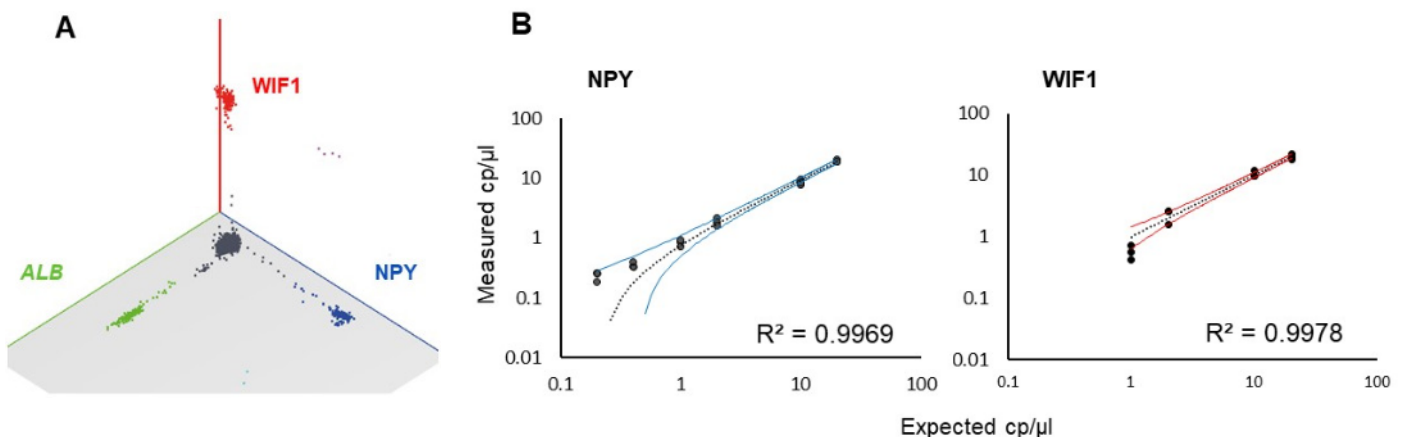 A
WIF1
ALB
NPY
B
NPY
Measured cp/µl
100
10
1
0.1
0.01
0.1
1
10
100
R² = 0.9969
WIF1
100
10
1
0.1
0.01
0.1
1
10
100
R² = 0.9978
Expected cp/µl